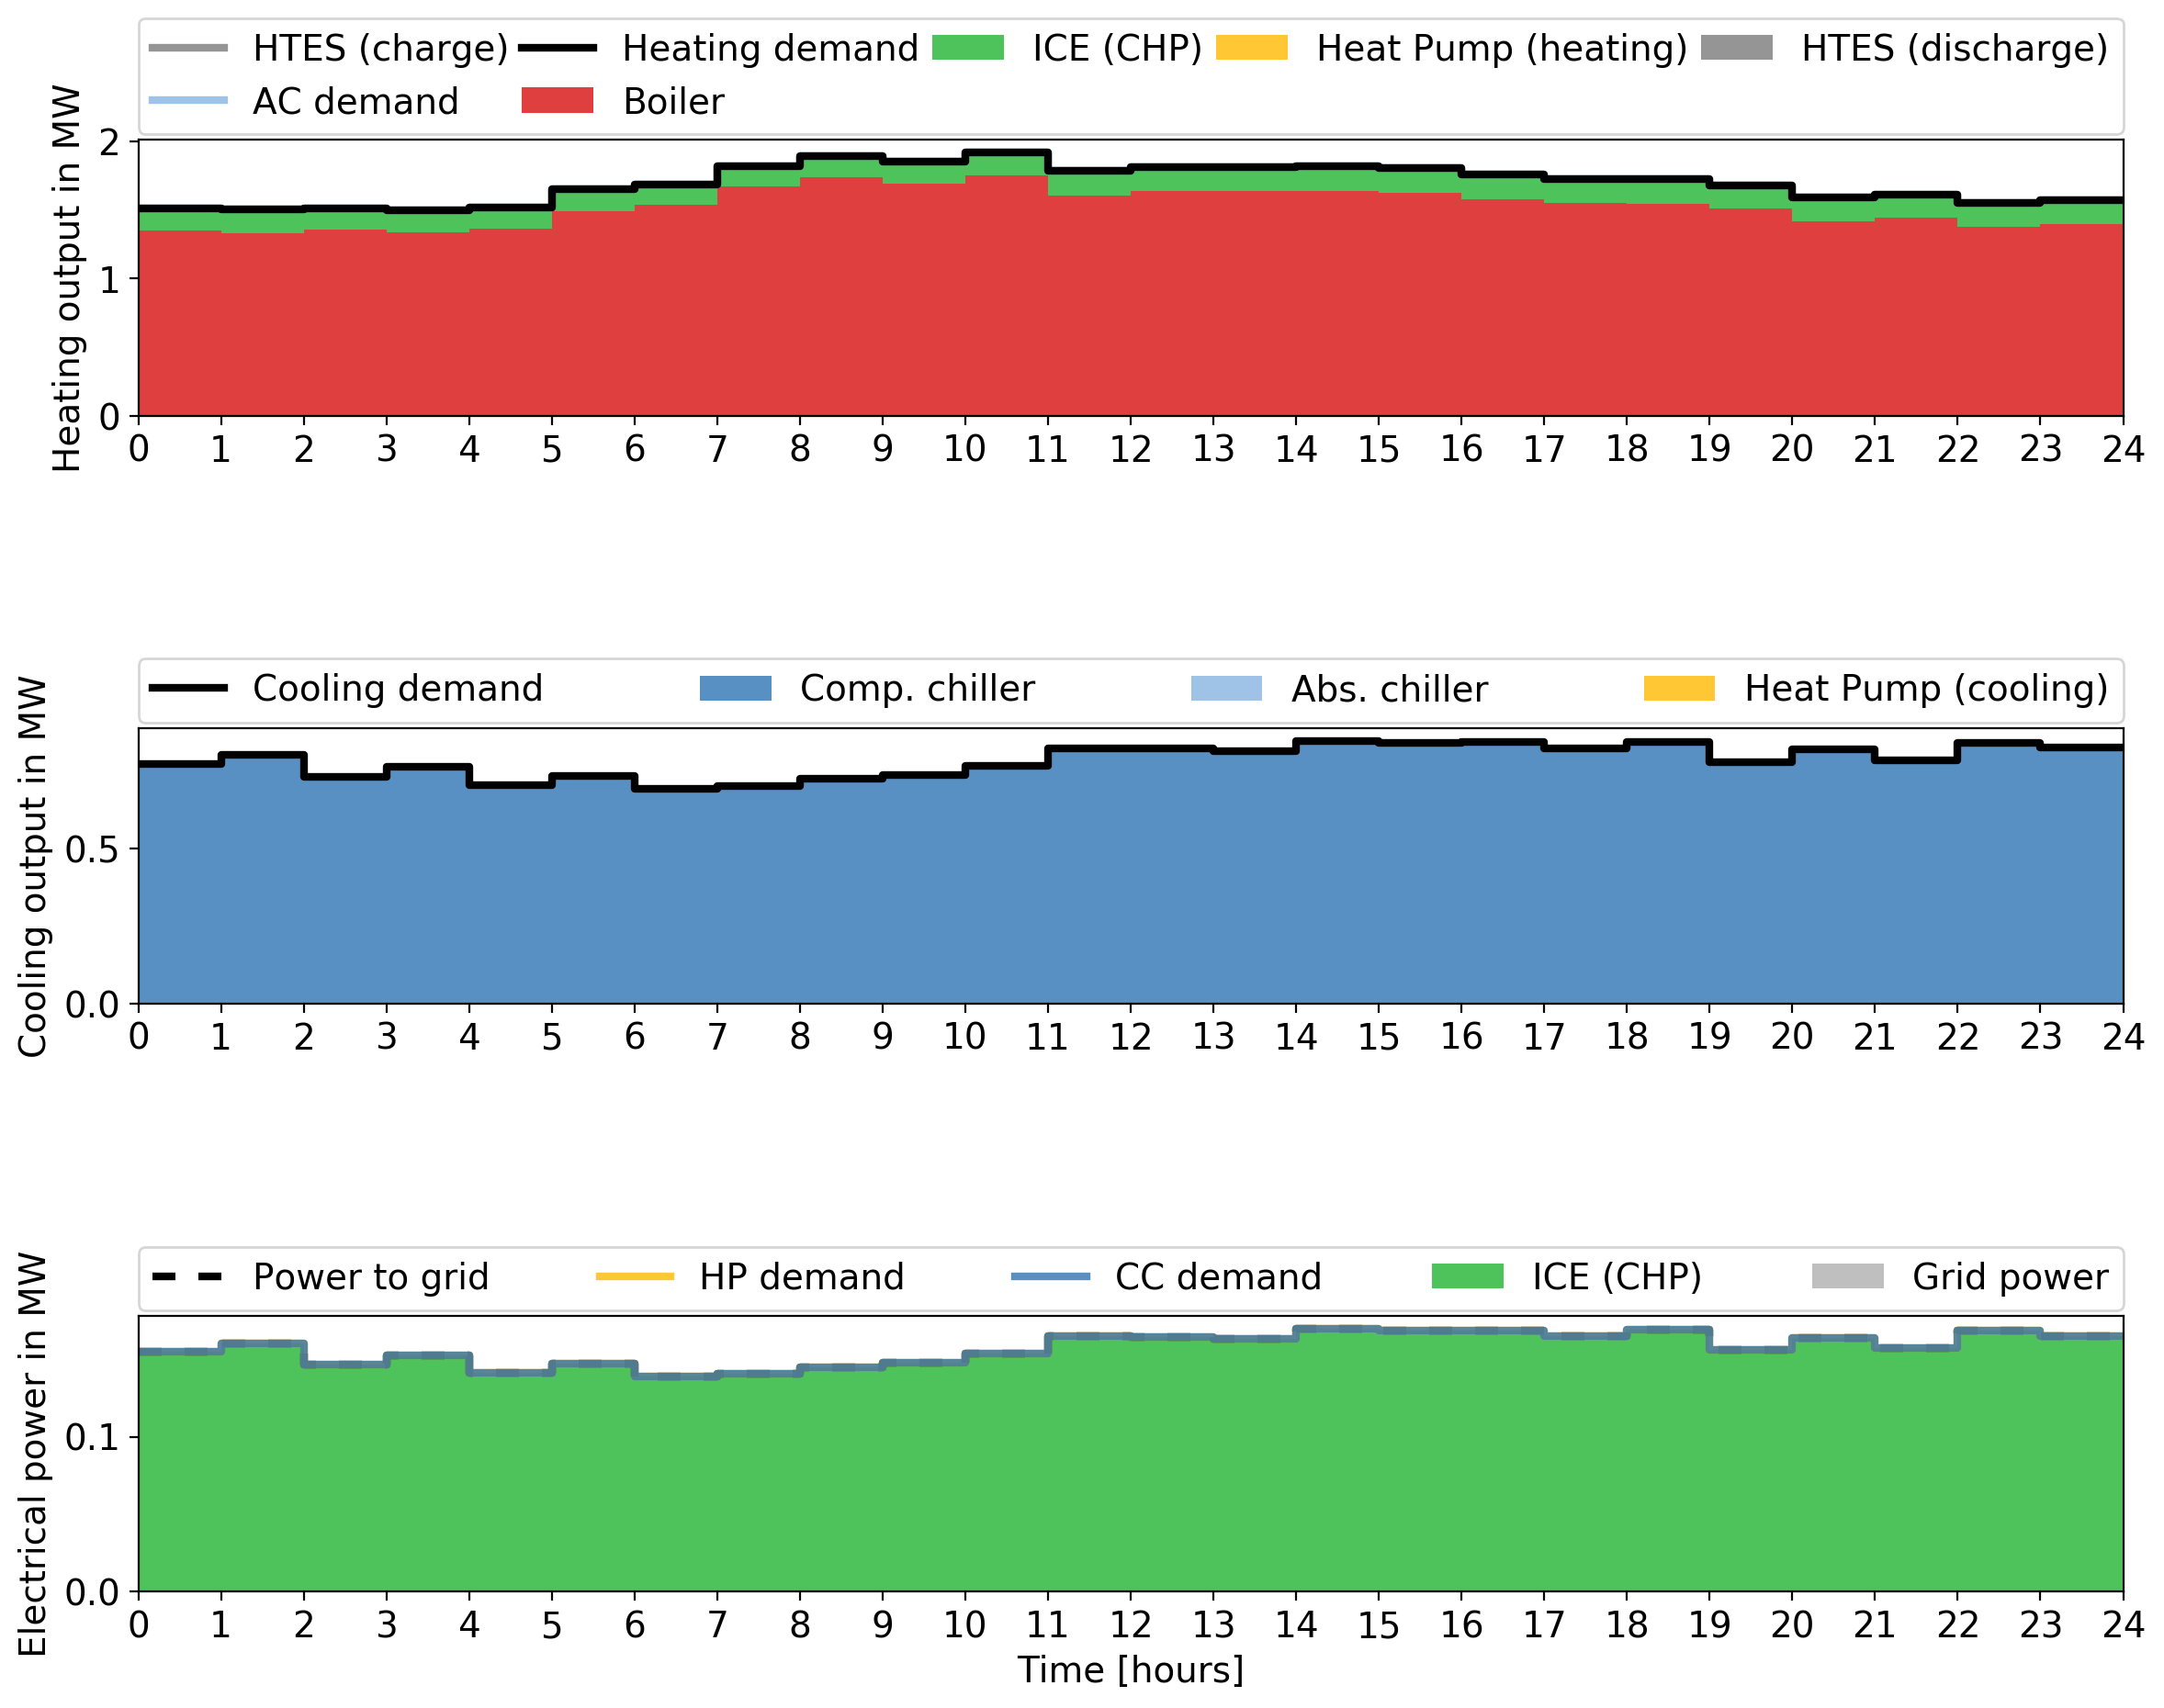 HTES (charge) Heating demand ICE (CHP) Heat Pump (heating) HTES (discharge)
AC demand Boiler
Heating output in MW
2
1
0
0 1 2 3 4 5 6 7 8 9 10 11 12 13 14 15 16 17 18 19 20 21 22 23 24
Cooling demand Comp. chiller Abs. chiller Heat Pump (cooling)
Cooling output in MW
0.5
0.0
0 1 2 3 4 5 6 7 8 9 10 11 12 13 14 15 16 17 18 19 20 21 22 23 24
Power to grid HP demand CC demand ICE (CHP) Grid power
Electrical power in MW
0.1
0.0
0 1 2 3 4 5 6 7 8 9 10 11 12 13 14 15 16 17 18 19 20 21 22 23 24
Time [hours]